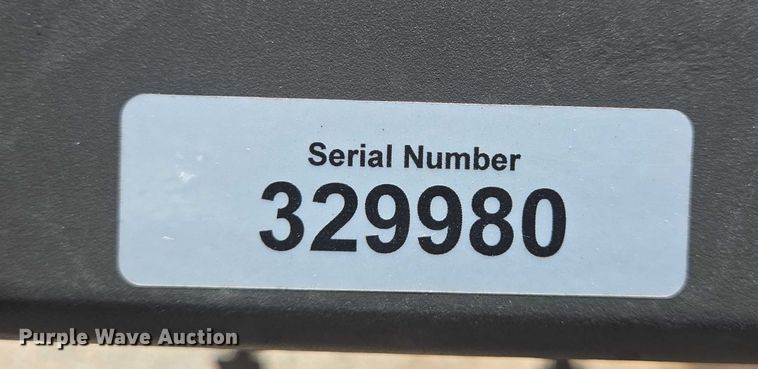 Serial Number
329980
Purple Wave Auction